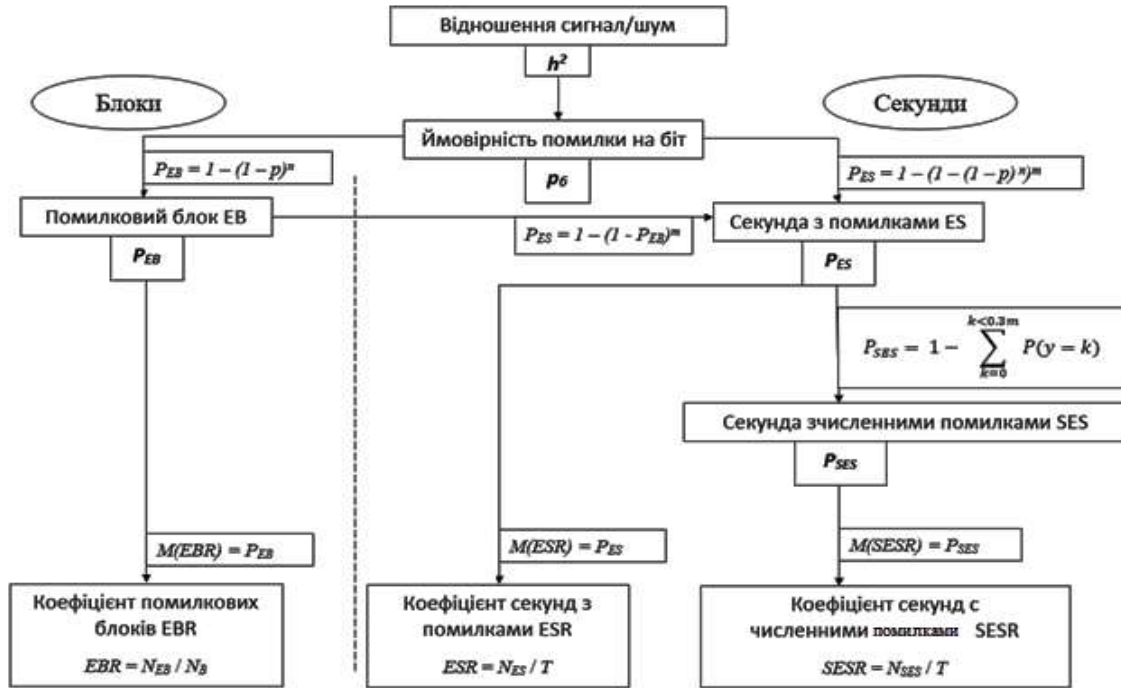 Відношення сигнал/шум
h²
Блоки
Секунди
Ймовірність помилки на біт
p₆
P_EB = 1 – (1 – p)ⁿ
P_ES = 1 – (1 – (1 – p) ⁿ)ᵐ
Помилковий блок EB
P_EB
P_ES = 1 – (1 - P_EB)ᵐ
Секунда з помилками ES
P_ES
k<0.3m
P_SES = 1 – ∑ P(y = k)
k=0
Секунда зчисленними помилками SES
P_SES
M(EBR) = P_EB
M(ESR) = P_ES
M(SESR) = P_SES
Коефіцієнт помилкових
блоків EBR
EBR = N_EB / N_B
Коефіцієнт секунд з
помилками ESR
ESR = N_ES / T
Коефіцієнт секунд с
численними помилками SESR
SESR = N_SES / T